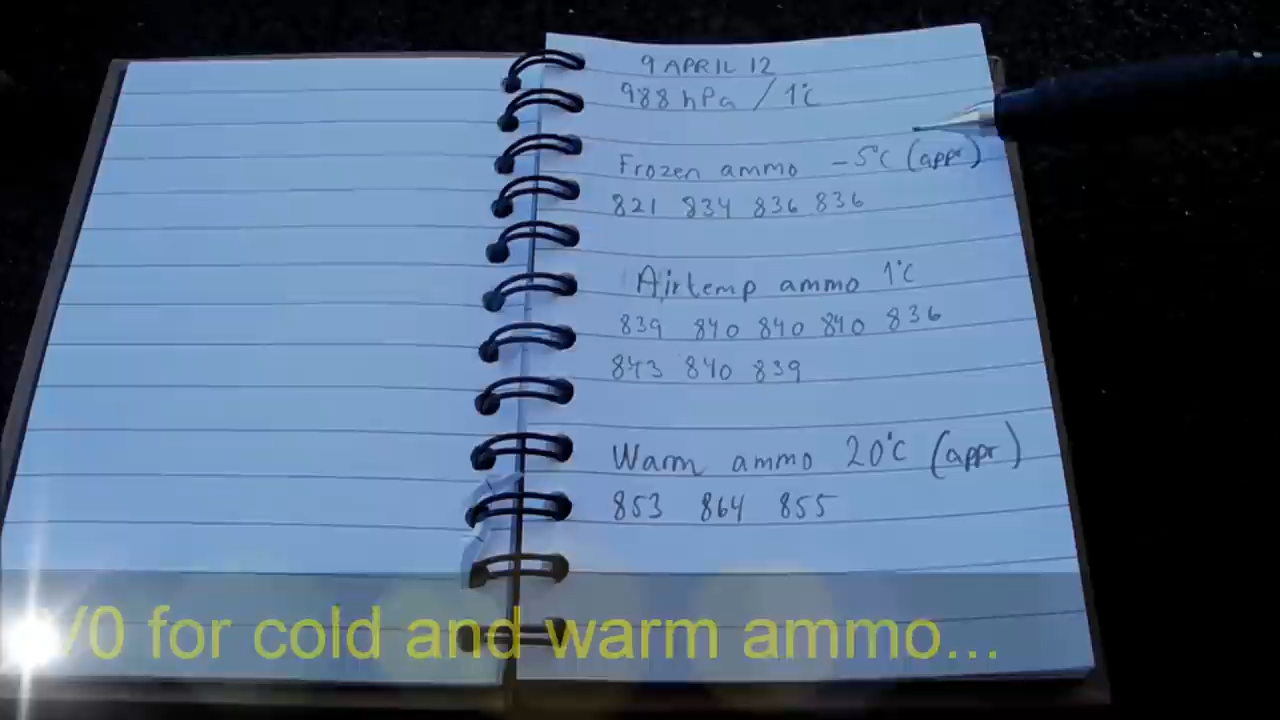 9 APRIL 12
988 hPa / 1°C
Frozen ammo -5°C (appr)
821 834 836 836
Airtemp ammo 1°C
839 840 840 840 836
843 840 839
Warm ammo 20°C (appr)
853 864 855
V0 for cold and warm ammo...